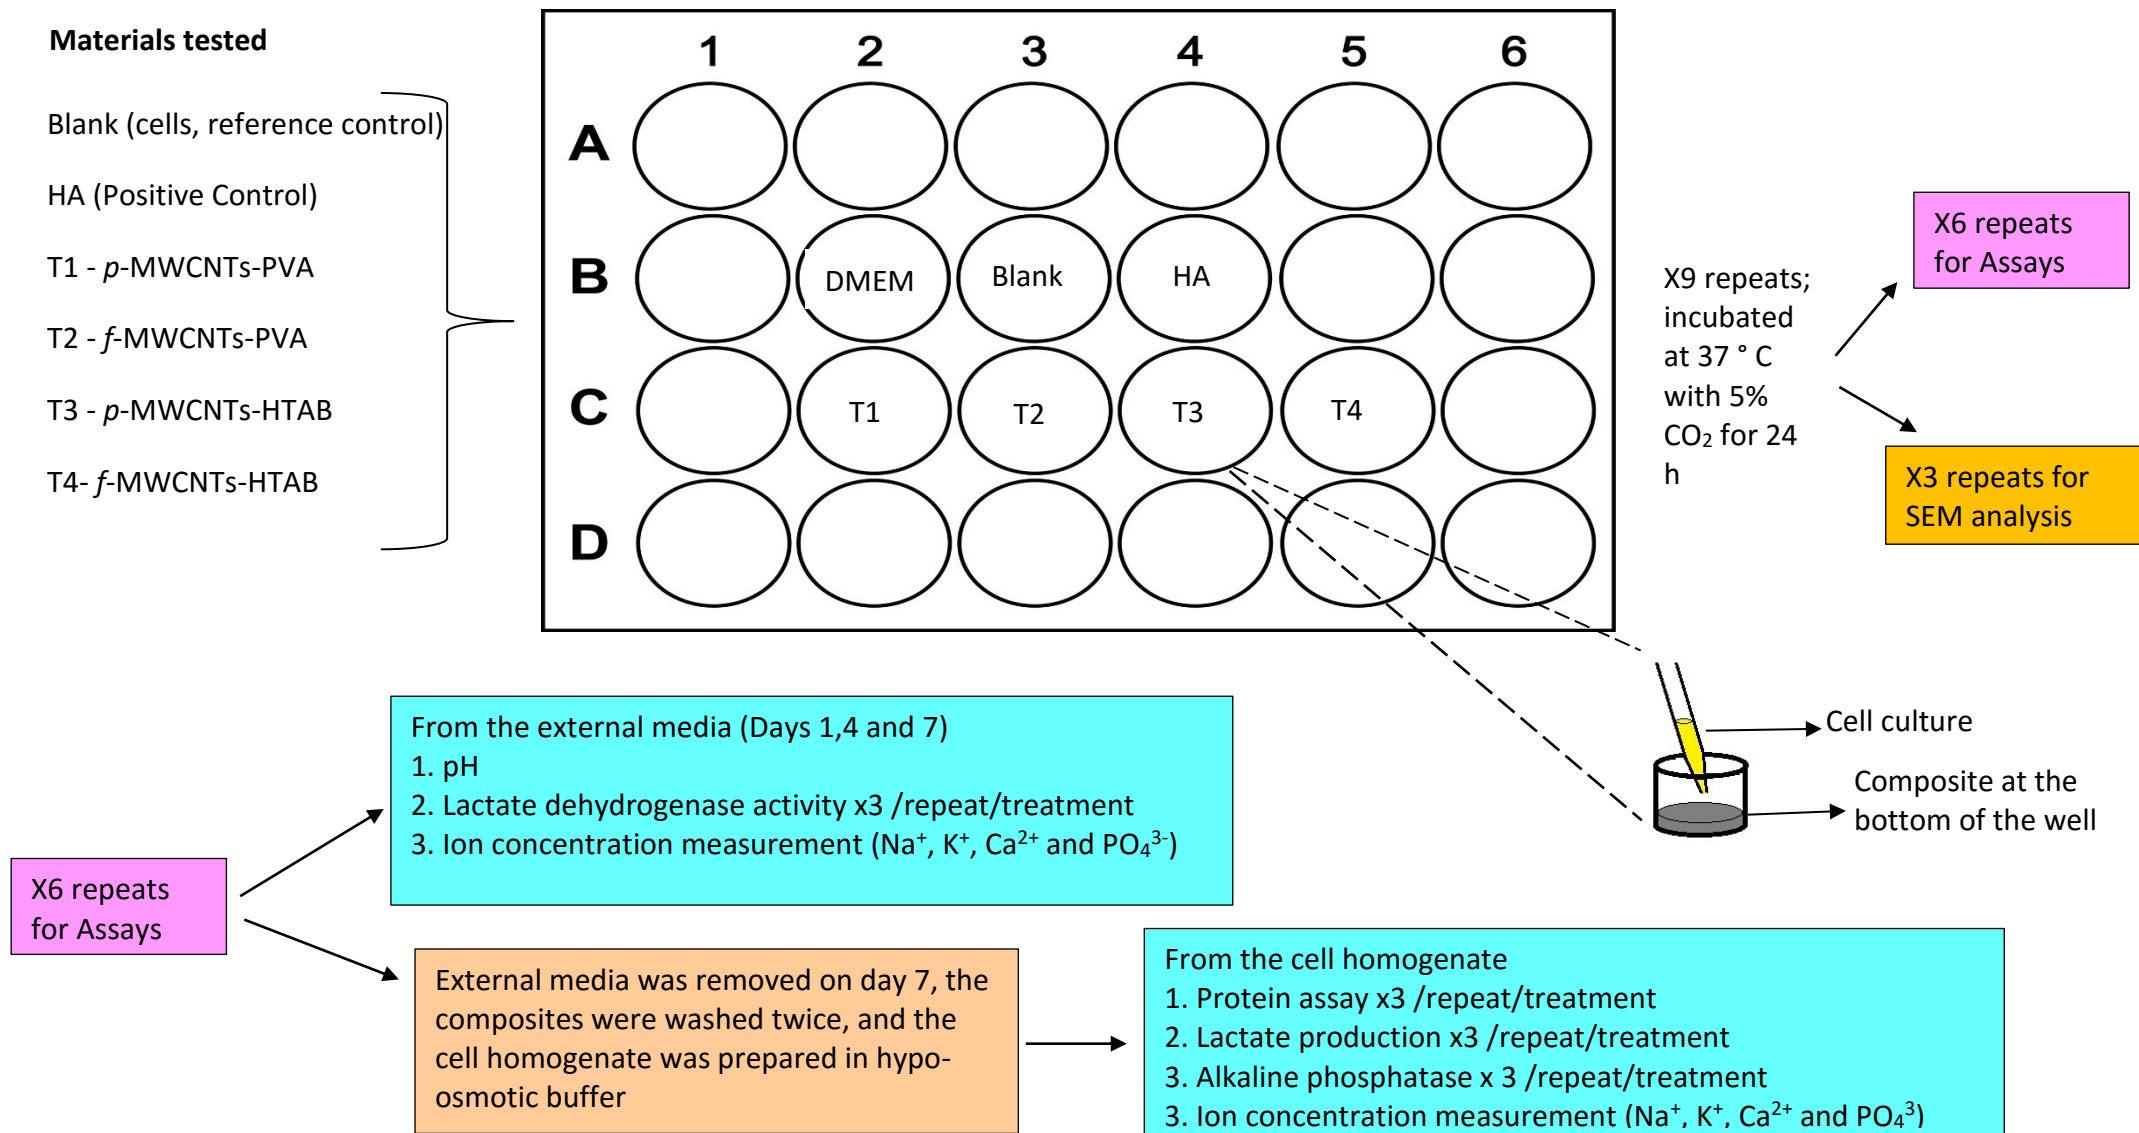 Materials tested
Blank (cells, reference control)
HA (Positive Control)
T1 - p-MWCNTs-PVA
T2 - f-MWCNTs-PVA
T3 - p-MWCNTs-HTAB
T4- f-MWCNTs-HTAB
1 2 3 4 5 6
A
B DMEM Blank HA
C T1 T2 T3 T4
D
X9 repeats;
incubated
at 37 ° C
with 5%
CO₂ for 24
h
X6 repeats
for Assays
X3 repeats for
SEM analysis
Cell culture
Composite at the
bottom of the well
X6 repeats
for Assays
From the external media (Days 1,4 and 7)
1. pH
2. Lactate dehydrogenase activity x3 /repeat/treatment
3. Ion concentration measurement (Na⁺, K⁺, Ca²⁺ and PO₄³⁻)
External media was removed on day 7, the
composites were washed twice, and the
cell homogenate was prepared in hypo-
osmotic buffer
From the cell homogenate
1. Protein assay x3 /repeat/treatment
2. Lactate production x3 /repeat/treatment
3. Alkaline phosphatase x 3 /repeat/treatment
3. Ion concentration measurement (Na⁺, K⁺, Ca²⁺ and PO₄³)